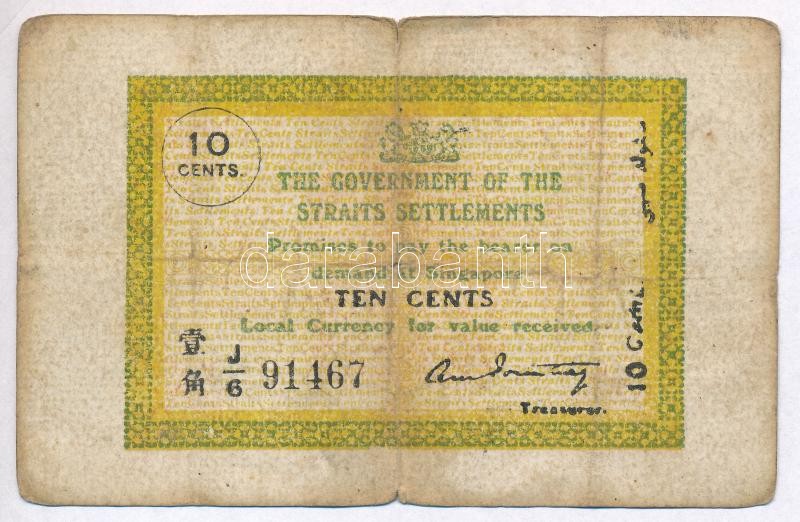 10
CENTS.
THE GOVERNMENT OF THE
STRAITS SETTLEMENTS
Promises to pay the bearer on
demand at Singapore
TEN CENTS
Local Currency for value received.
壹
角
J/6 91467
Treasurer.
10
darabanth